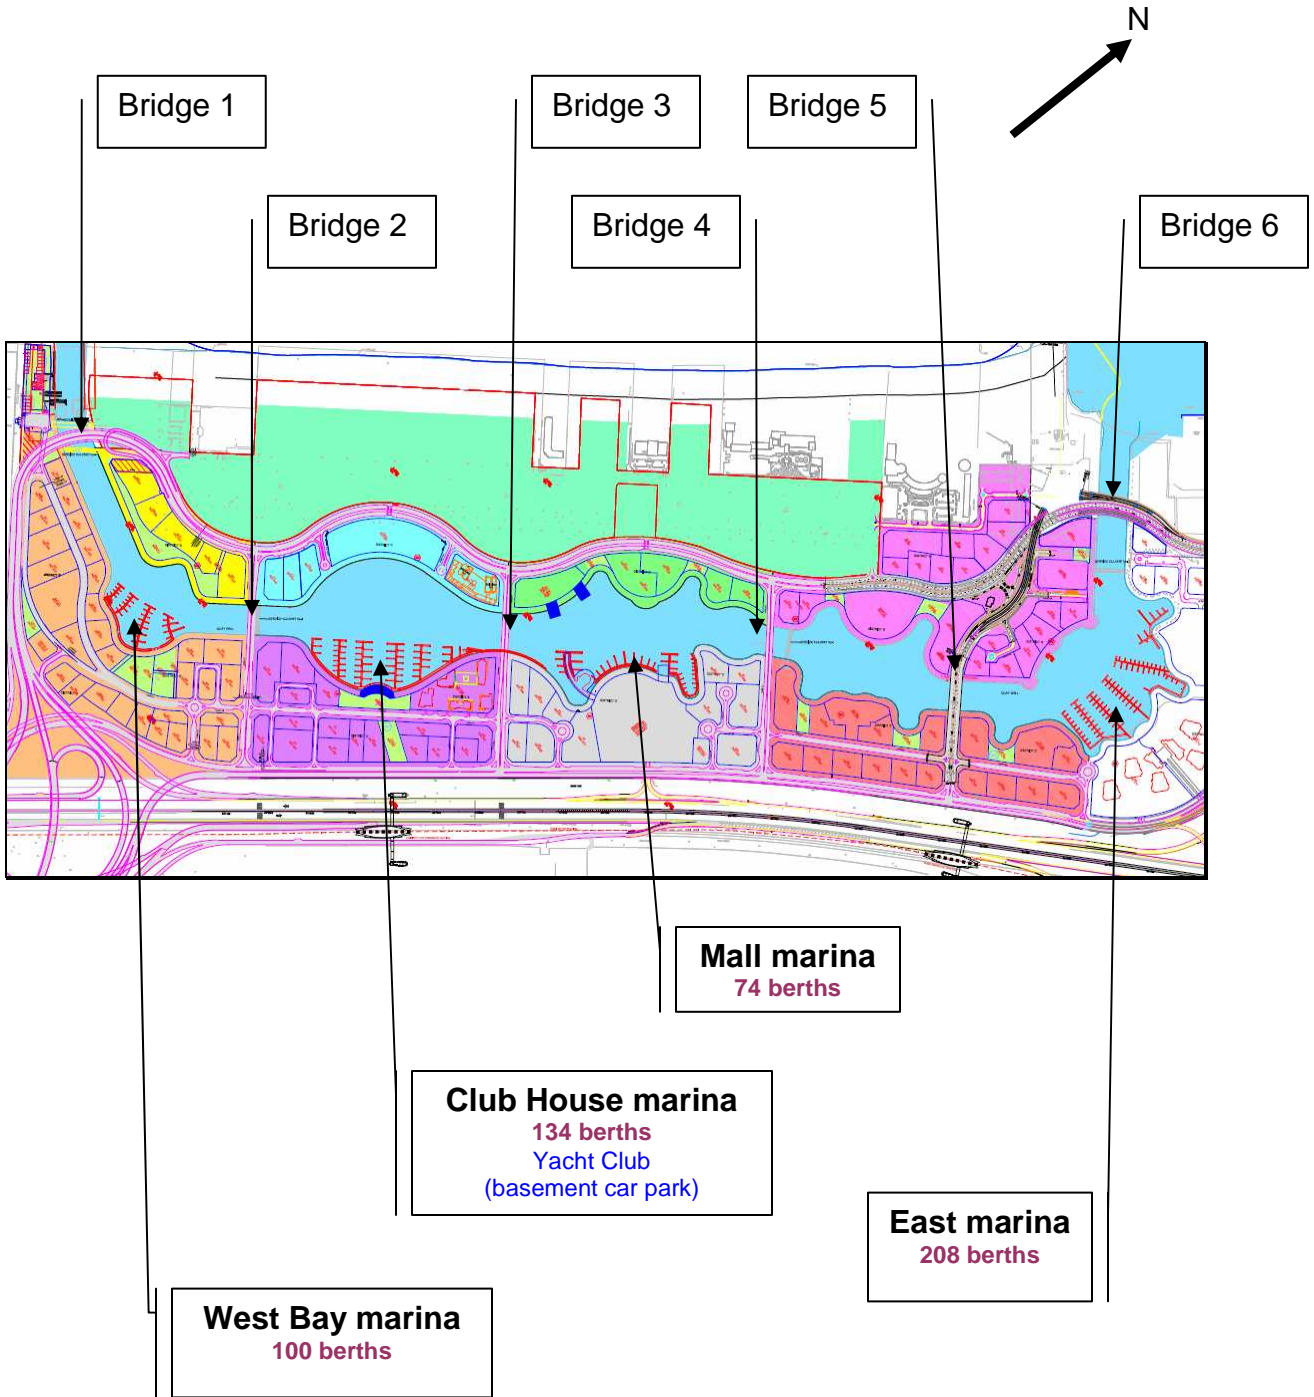 N
Bridge 1
Bridge 3
Bridge 5
Bridge 2
Bridge 4
Bridge 6
Mall marina
74 berths
Club House marina
134 berths
Yacht Club
(basement car park)
East marina
208 berths
West Bay marina
100 berths